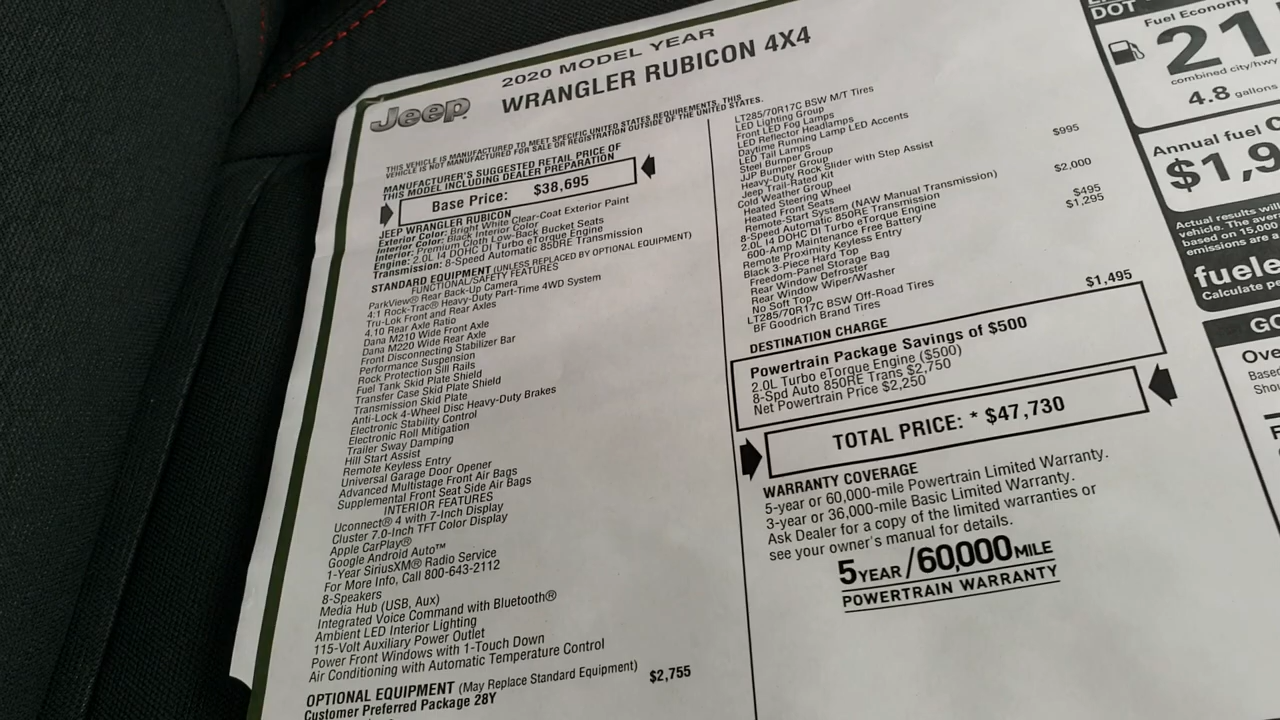 2020 MODEL YEAR
WRANGLER RUBICON 4X4
Jeep
THIS VEHICLE IS MANUFACTURED TO MEET SPECIFIC UNITED STATES REQUIREMENTS. THIS
VEHICLE IS NOT MANUFACTURED FOR SALE OR REGISTRATION OUTSIDE OF THE UNITED STATES.
MANUFACTURER'S SUGGESTED RETAIL PRICE OF
THIS MODEL INCLUDING DEALER PREPARATION
Base Price: $38,695
JEEP WRANGLER RUBICON
Exterior Color: Bright White Clear-Coat Exterior Paint
Interior Color: Black Interior Color
Interior: Premium Cloth Low-Back Bucket Seats
Engine: 2.0L I4 DOHC DI Turbo eTorque Engine
Transmission: 8-Speed Automatic 850RE Transmission
STANDARD EQUIPMENT (UNLESS REPLACED BY OPTIONAL EQUIPMENT)
FUNCTIONAL/SAFETY FEATURES
ParkView® Rear Back-Up Camera
4:1 Rock-Trac® Heavy-Duty Part-Time 4WD System
Tru-Lok Front and Rear Axles
4.10 Rear Axle Ratio
Dana M210 Wide Front Axle
Dana M220 Wide Rear Axle
Front Disconnecting Stabilizer Bar
Performance Suspension
Rock Protection Sill Rails
Fuel Tank Skid Plate Shield
Transfer Case Skid Plate Shield
Transmission Skid Plate
Anti-Lock 4-Wheel Disc Heavy-Duty Brakes
Electronic Stability Control
Electronic Roll Mitigation
Trailer Sway Damping
Hill Start Assist
Remote Keyless Entry
Universal Garage Door Opener
Advanced Multistage Front Air Bags
Supplemental Front Seat Side Air Bags
INTERIOR FEATURES
Uconnect® 4 with 7-Inch Display
Cluster 7.0-Inch TFT Color Display
Apple CarPlay®
Google Android Auto™
1-Year SiriusXM® Radio Service
For More Info, Call 800-643-2112
8-Speakers
Media Hub (USB, Aux)
Integrated Voice Command with Bluetooth®
Ambient LED Interior Lighting
115-Volt Auxiliary Power Outlet
Power Front Windows with 1-Touch Down
Air Conditioning with Automatic Temperature Control
OPTIONAL EQUIPMENT (May Replace Standard Equipment)
Customer Preferred Package 28Y $2,755
LT285/70R17C BSW M/T Tires
LED Lighting Group
Front LED Fog Lamps
LED Reflector Headlamps
Daytime Running Lamp LED Accents
LED Tail Lamps
Steel Bumper Group
JJP Bumper Group
Heavy-Duty Rock Slider with Step Assist
Jeep Trail-Rated Kit
Cold Weather Group $995
Heated Steering Wheel
Heated Front Seats
Remote-Start System (NAW Manual Transmission)
8-Speed Automatic 850RE Transmission $2,000
2.0L I4 DOHC DI Turbo eTorque Engine
600-Amp Maintenance Free Battery
Remote Proximity Keyless Entry $495
Black 3-Piece Hard Top $1,295
Freedom-Panel Storage Bag
Rear Window Defroster
Rear Window Wiper/Washer
No Soft Top
LT285/70R17C BSW Off-Road Tires
BF Goodrich Brand Tires
DESTINATION CHARGE $1,495
Powertrain Package Savings of $500
2.0L Turbo eTorque Engine ($500)
8-Spd Auto 850RE Trans $2,750
Net Powertrain Price $2,250
TOTAL PRICE: * $47,730
WARRANTY COVERAGE
5-year or 60,000-mile Powertrain Limited Warranty.
3-year or 36,000-mile Basic Limited Warranty.
Ask Dealer for a copy of the limited warranties or
see your owner's manual for details.
5 YEAR/60,000 MILE
POWERTRAIN WARRANTY
DOT
Fuel Economy
21
combined city/hwy
4.8 gallons
Annual fuel
$1,9
Actual results will
vehicle. The aver
based on 15,000
emissions are a
fuele
Calculate pe
GO
Ove
Based
Shou